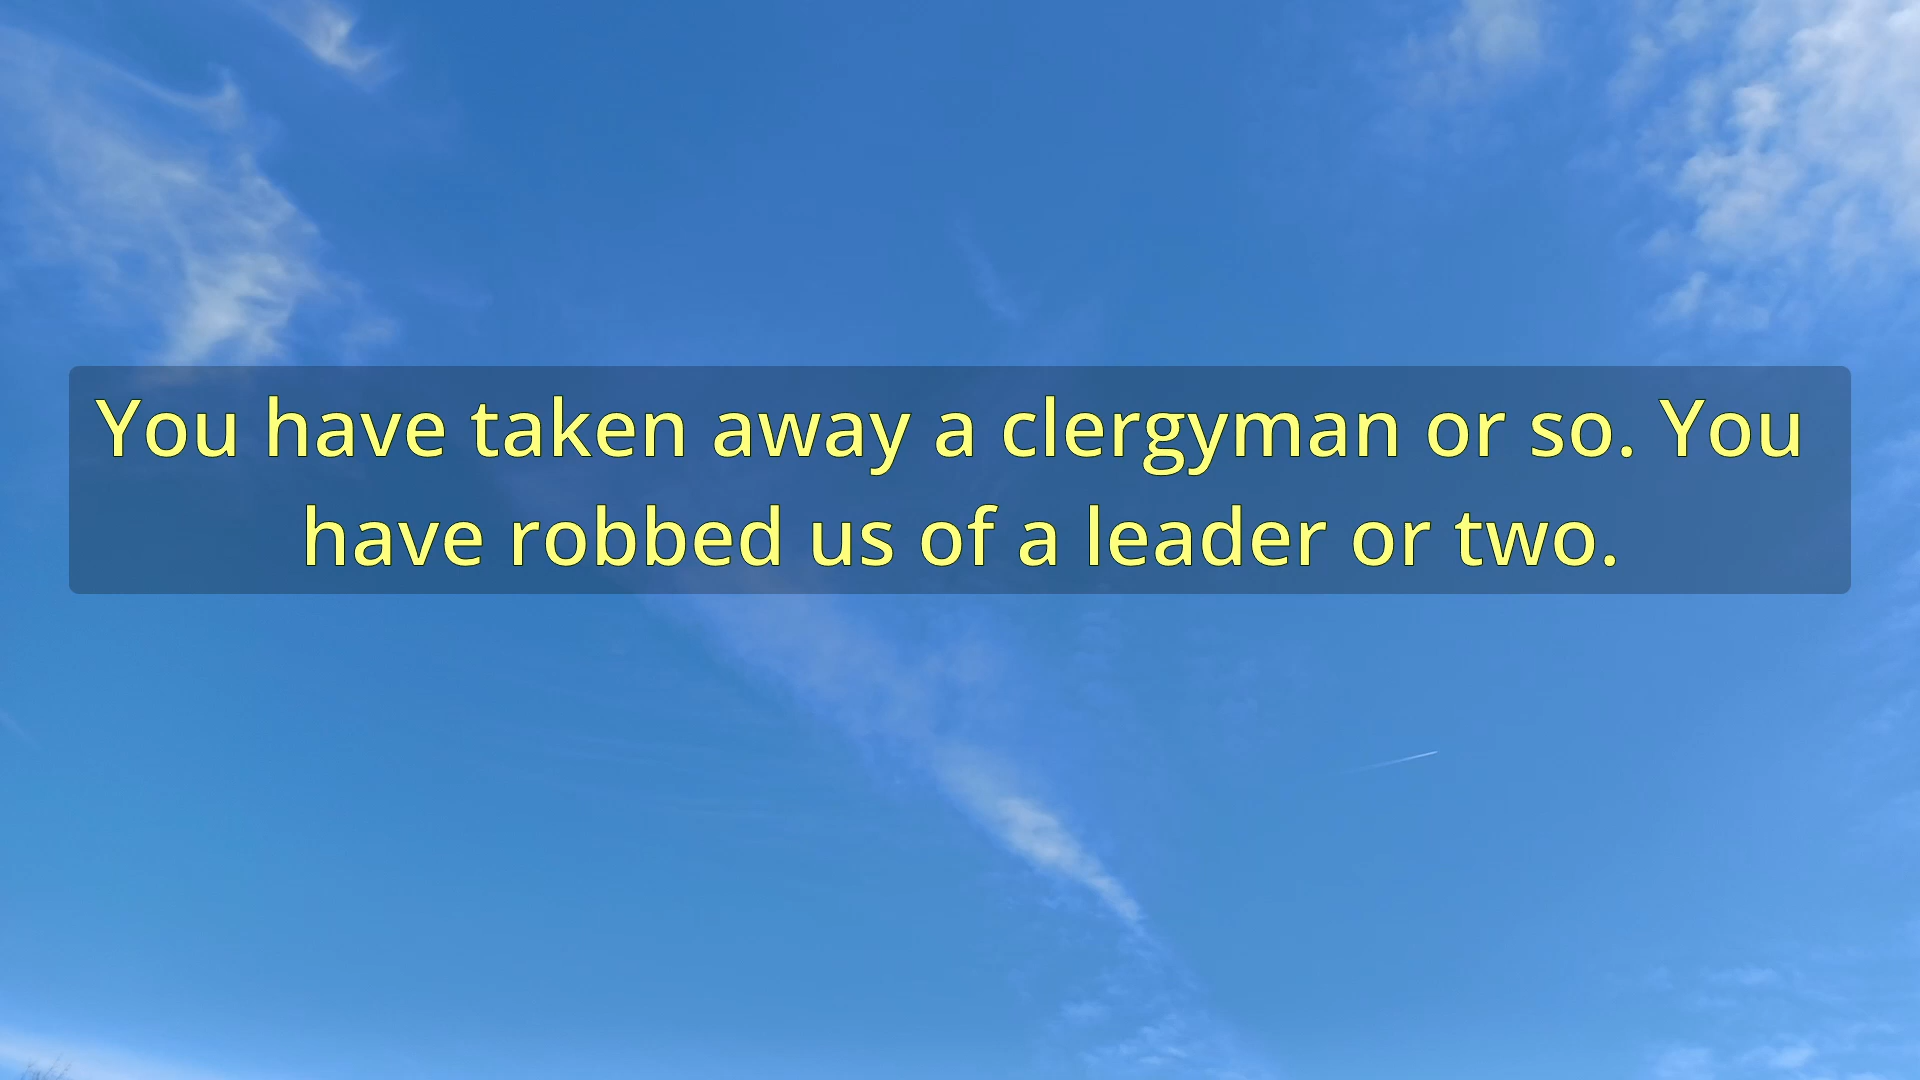 You have taken away a clergyman or so. You
have robbed us of a leader or two.